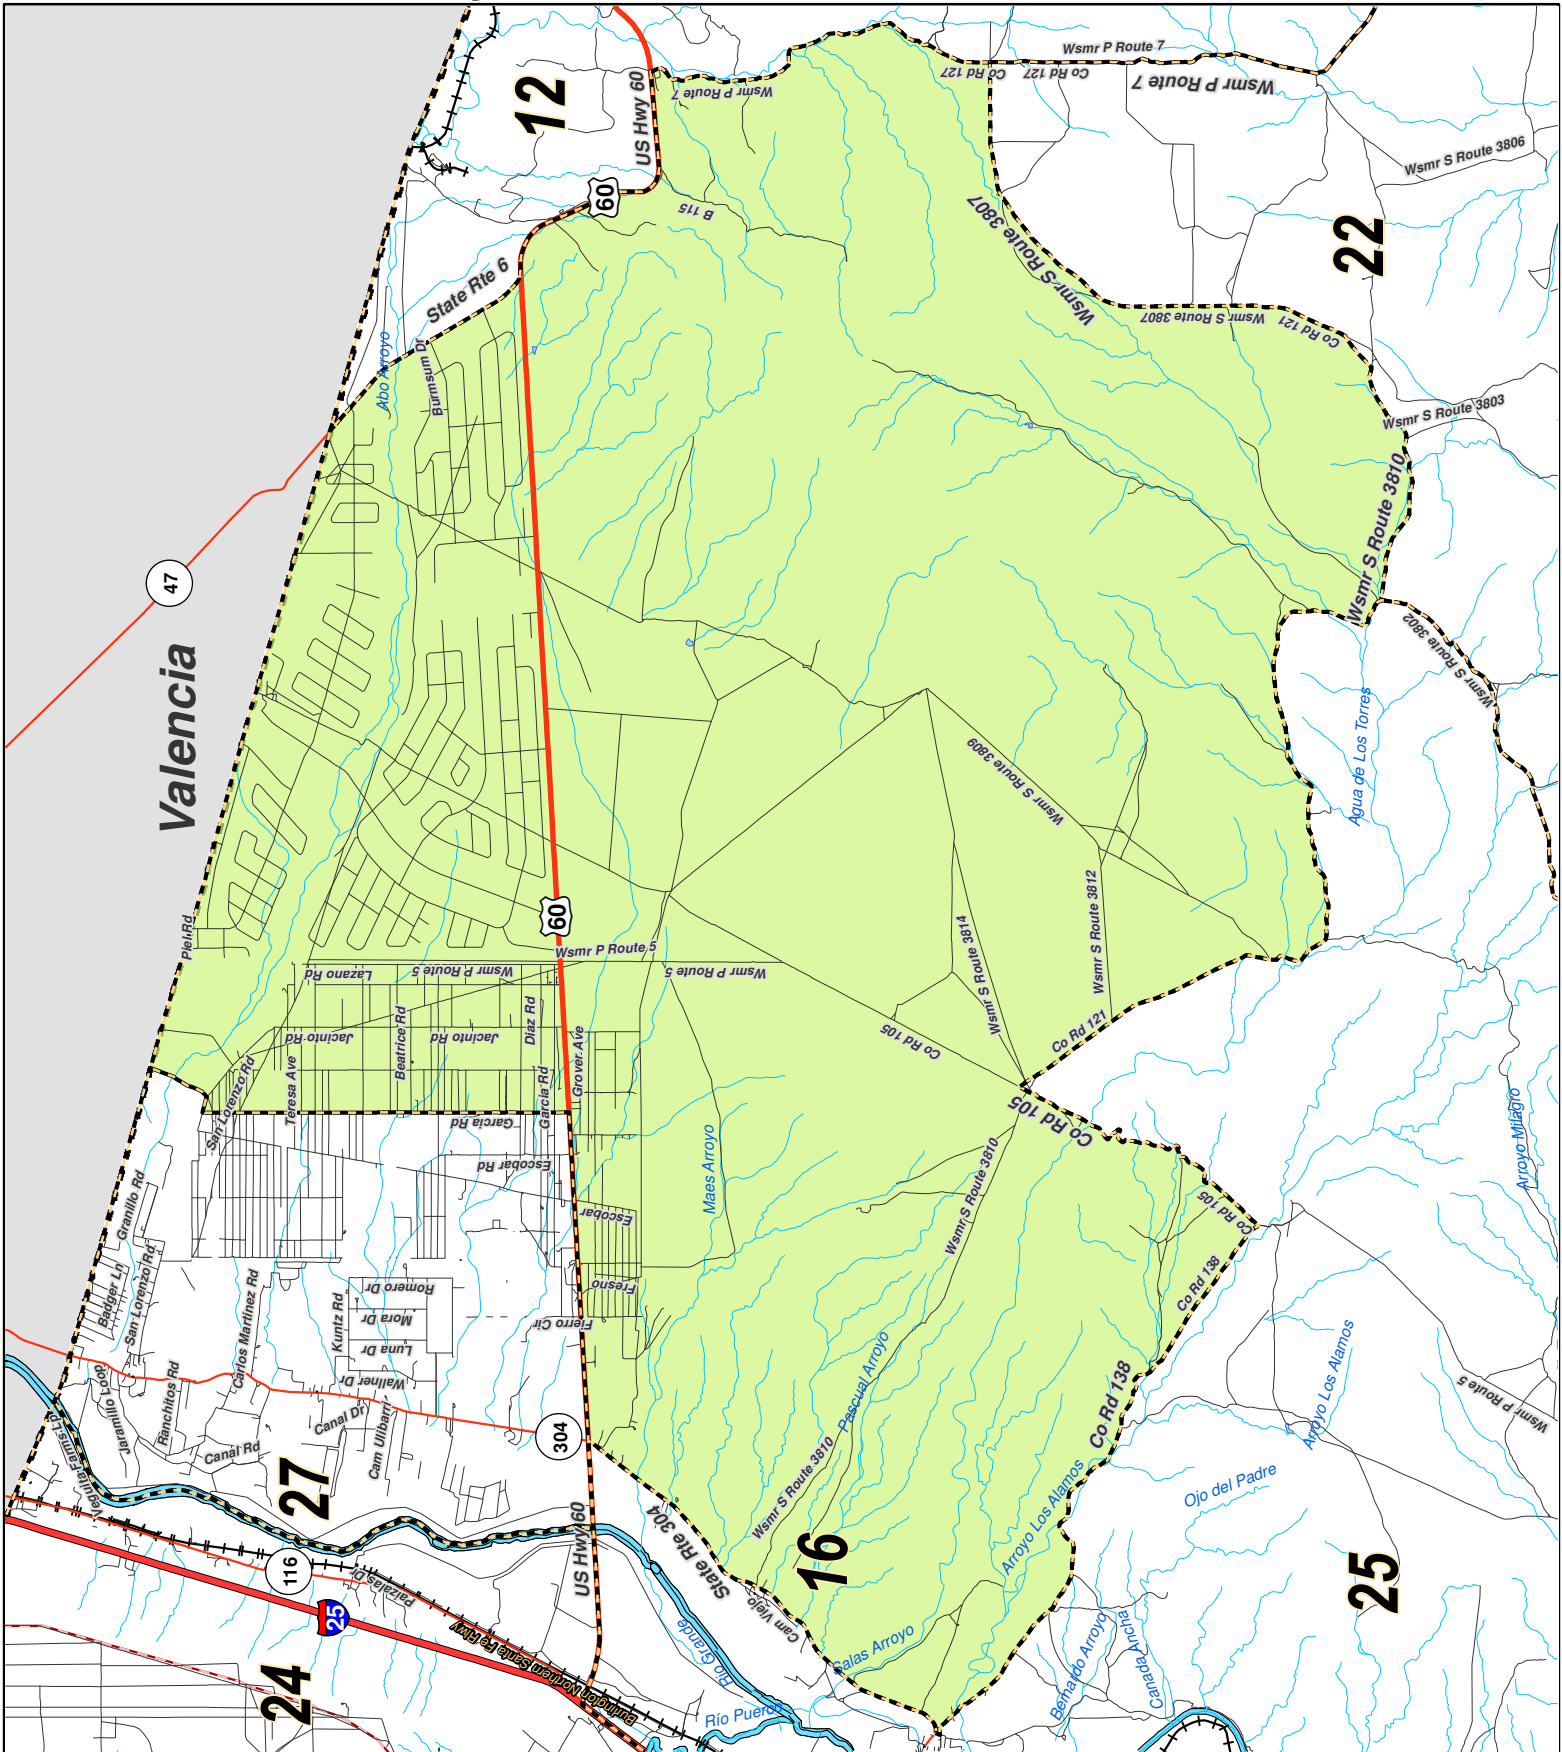 12
US Hwy 60
60
Wsmr P Route 7
Wsmr P Route 7
Co Rd 127
Co Rd 127
Wsmr P Route 7
Wsmr S Route 3806
22
B 115
State Rte 6
Abo Arroyo
Burnsum Dr
Wsmr S Route 3807
Wsmr S Route 3807
Co Rd 121
Wsmr S Route 3803
Wsmr S Route 3810
Wsmr S Route 3802
Agua de Los Torres
47
Valencia
Wsmr S Route 3809
Wsmr S Route 3812
Wsmr S Route 3814
60
Wsmr P Route 5
Wsmr P Route 5
Wsmr P Route 5
Piel Rd
Lazano Rd
Jacinto Rd
Jacinto Rd
Beatrice Rd
Diaz Rd
Grover Ave
Teresa Ave
San Lorenzo Rd
Garcia Rd
Garcia Rd
Escobar Rd
Escobar
Fresno
Fierro Cir
Co Rd 105
Co Rd 121
Co Rd 105
Co Rd 105
Co Rd 138
Co Rd 138
Maes Arroyo
Wsmr S Route 3810
Wsmr S Route 3810
Pascual Arroyo
Arroyo Los Alamos
Arroyo Los Alamos
Arroyo Milagro
Wsmr P Route 5
Ojo del Padre
25
16
Granillo Rd
Badger Ln
San Lorenzo Rd
Carlos Martinez Rd
Kuntz Rd
Romero Dr
Mora Dr
Luna Dr
Wallner Dr
Jaramillo Loop
Ranchitos Rd
Canal Rd
Canal Dr
Cam Ulibarri
Veguita Farms Lp
27
304
State Rte 304
US Hwy 60
116
25
Paizalas Dr
Burlington Northern Santa Fe Rlwy
24
Rio Grande
Río Puerco
Cam Viejo
Salas Arroyo
Bernardo Arroyo
Canada Ancha